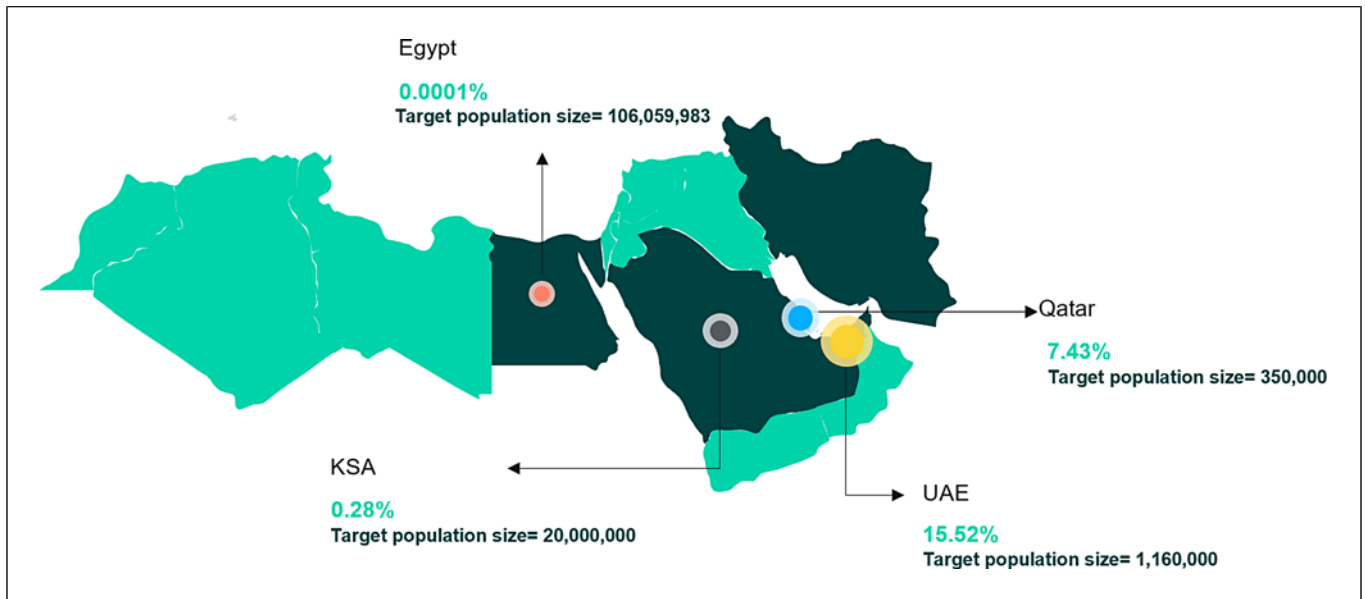 Egypt
0.0001%
Target population size= 106,059,983
Qatar
7.43%
Target population size= 350,000
KSA
0.28%
Target population size= 20,000,000
UAE
15.52%
Target population size= 1,160,000